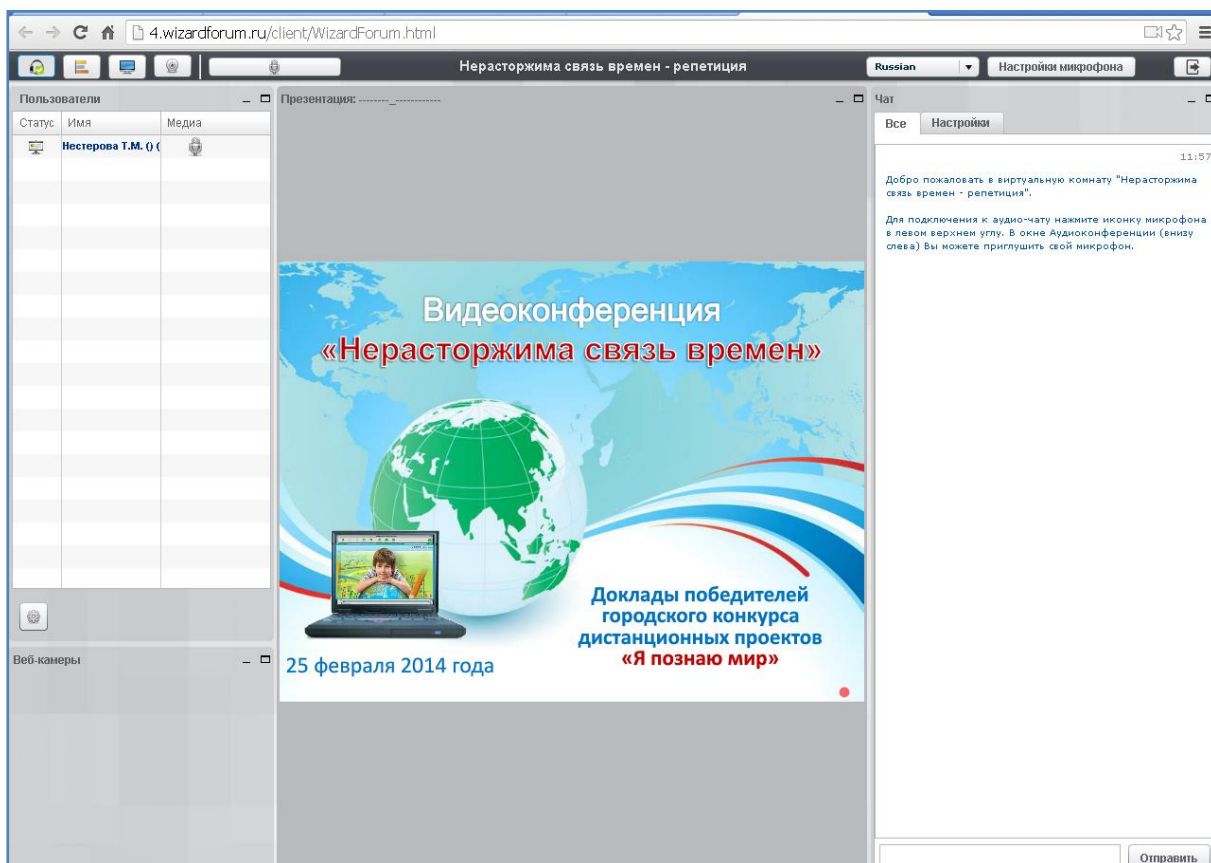 4.wizardforum.ru/client/WizardForum.html
Нерасторжима связь времен - репетиция
Russian
Настройки микрофона
Пользователи
Статус Имя Медиа
Нестерова Т.М. () (
Веб-камеры
Презентация: --------_------------
Видеоконференция
«Нерасторжима связь времен»
Доклады победителей
городского конкурса
дистанционных проектов
«Я познаю мир»
25 февраля 2014 года
Чат
Все Настройки
11:57
Добро пожаловать в виртуальную комнату "Нерасторжима
связь времен - репетиция".
Для подключения к аудио-чату нажмите иконку микрофона
в левом верхнем углу. В окне Аудиоконференции (внизу
слева) Вы можете приглушить свой микрофон.
Отправить